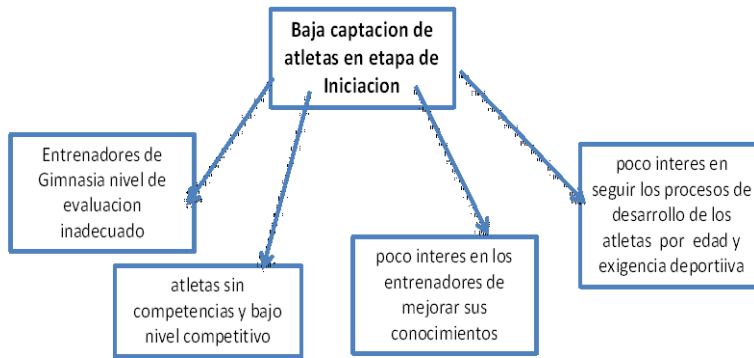 Baja captacion de
atletas en etapa de
Iniciacion
Entrenadores de
Gimnasia nivel de
evaluacion
inadecuado
atletas sin
competencias y bajo
nivel competitivo
poco interes en los
entrenadores de
mejorar sus
conocimientos
poco interes en
seguir los procesos de
desarrollo de los
atletas por edad y
exigencia deportiiva